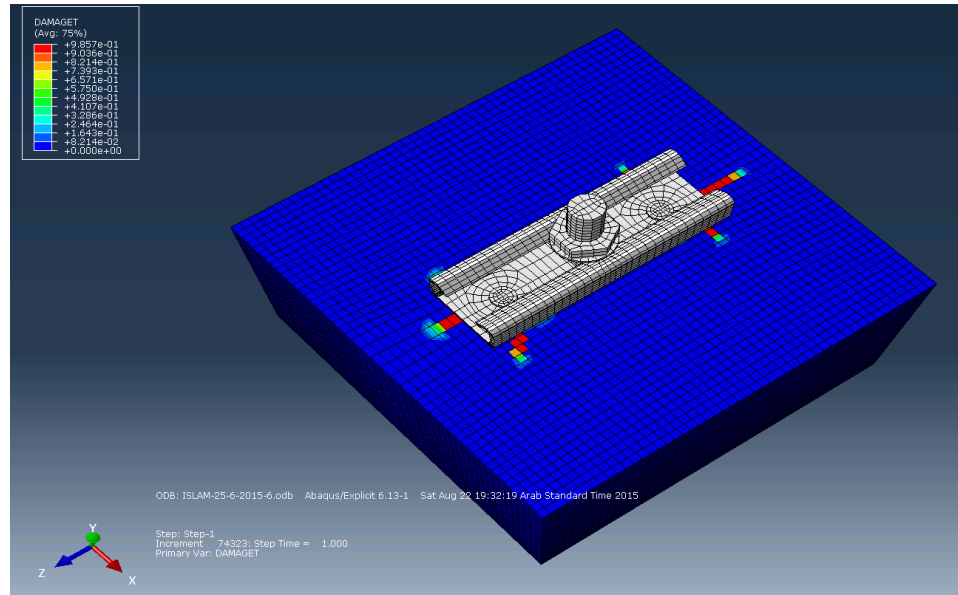 DAMAGET
(Avg: 75%)
+9.857e-01
+9.036e-01
+8.214e-01
+7.393e-01
+6.571e-01
+5.750e-01
+4.928e-01
+4.107e-01
+3.286e-01
+2.464e-01
+1.643e-01
+8.214e-02
+0.000e+00
ODB: ISLAM-25-6-2015-6.odb    Abaqus/Explicit 6.13-1    Sat Aug 22 19:32:19 Arab Standard Time 2015
Step: Step-1
Increment    74323: Step Time =    1.000
Primary Var: DAMAGET
Y
Z
X